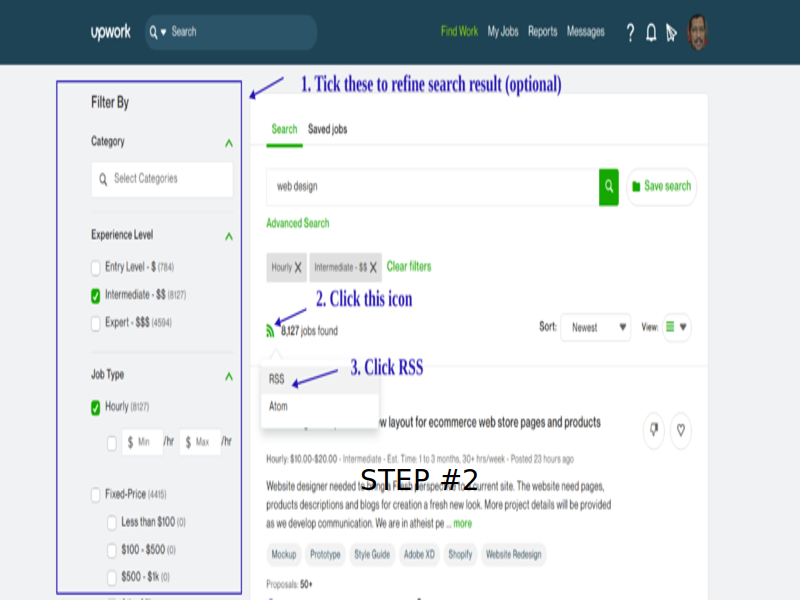 upwork
Search
Find Work My Jobs Reports Messages ?
1. Tick these to refine search result (optional)
Filter By
Category
Select Categories
Experience Level
Entry Level - $ (784)
Intermediate - $$ (8127)
Expert - $$$ (4594)
Job Type
Hourly (8127)
$ Min /hr $ Max /hr
Fixed-Price (4415)
Less than $100 (0)
$100 - $500 (0)
$500 - $1k (0)
Search Saved jobs
web design
Save search
Advanced Search
Hourly X Intermediate - $$ X Clear filters
2. Click this icon
8,127 jobs found
Sort: Newest View:
3. Click RSS
RSS
Atom
w layout for ecommerce web store pages and products
Hourly: $10.00-$20.00 - Intermediate - Est. Time: 1 to 3 months, 30+ hrs/week - Posted 23 hours ago
STEP #2
Website designer needed to bring a Fresh current site. The website need pages,
products descriptions and blogs for creation a fresh new look. More project details will be provided
as we develop communication. We are in atheist pe ... more
Mockup Prototype Style Guide Adobe XD Shopify Website Redesign
Proposals: 50+